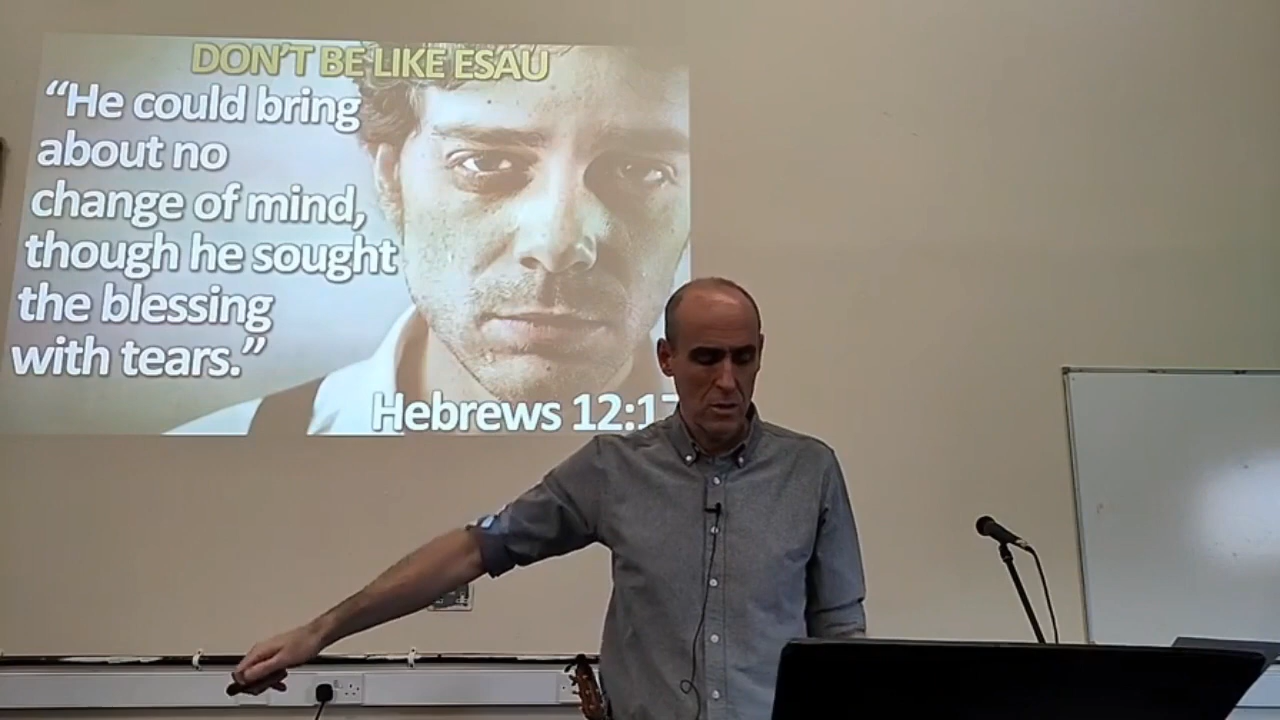 DON'T BE LIKE ESAU
“He could bring
about no
change of mind,
though he sought
the blessing
with tears.”
Hebrews 12:17